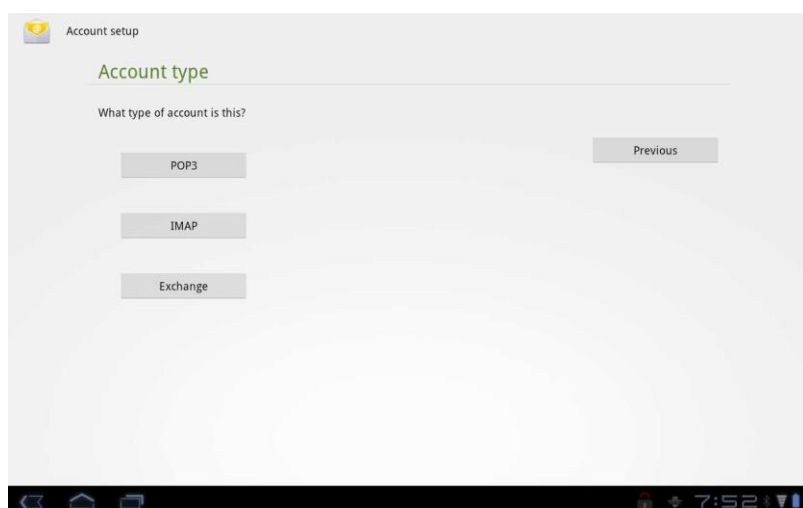 Account setup
Account type
What type of account is this?
Previous
POP3
IMAP
Exchange
7:52